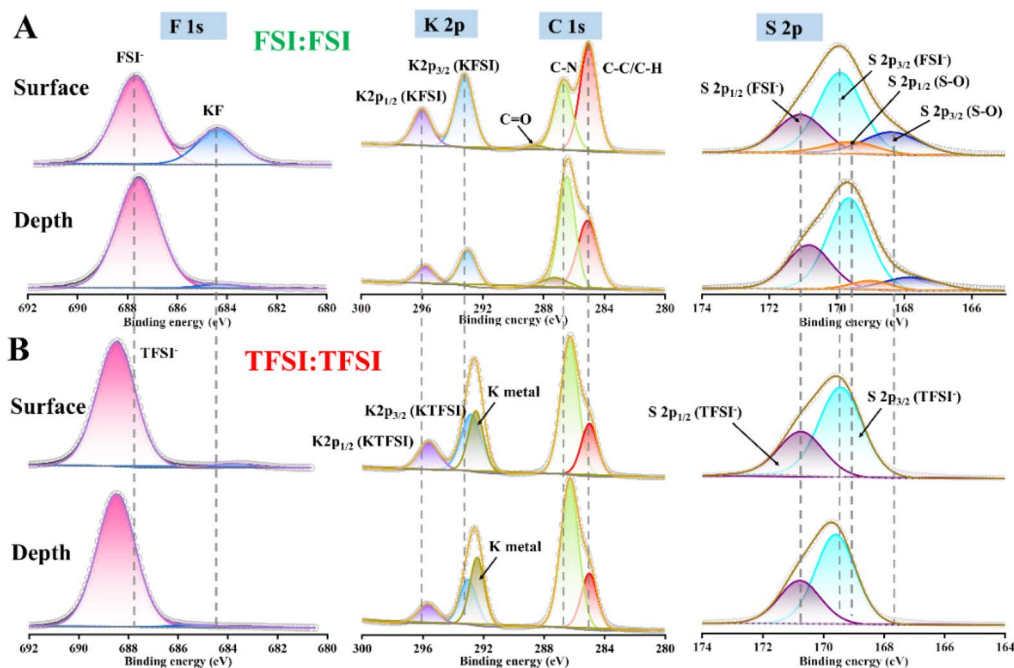 A
F 1s
K 2p
C 1s
S 2p
FSI:FSI
Surface
FSI⁻
KF
K2p₁/₂ (KFSI)
K2p₃/₂ (KFSI)
C=O
C-N
C-C/C-H
S 2p₁/₂ (FSI⁻)
S 2p₃/₂ (FSI⁻)
S 2p₁/₂ (S-O)
S 2p₃/₂ (S-O)
Depth
692 690 688 686 684 682 680
Binding energy (eV)
300 296 292 288 284 280
Binding energy (eV)
174 172 170 168 166
Binding energy (eV)
B
TFSI:TFSI
Surface
TFSI⁻
K2p₁/₂ (KTFSI)
K2p₃/₂ (KTFSI)
K metal
S 2p₁/₂ (TFSI⁻)
S 2p₃/₂ (TFSI⁻)
Depth
K metal
692 690 688 686 684 682 680
Binding energy (eV)
300 296 292 288 284 280
Binding energy (eV)
174 172 170 168 166 164
Binding energy (eV)